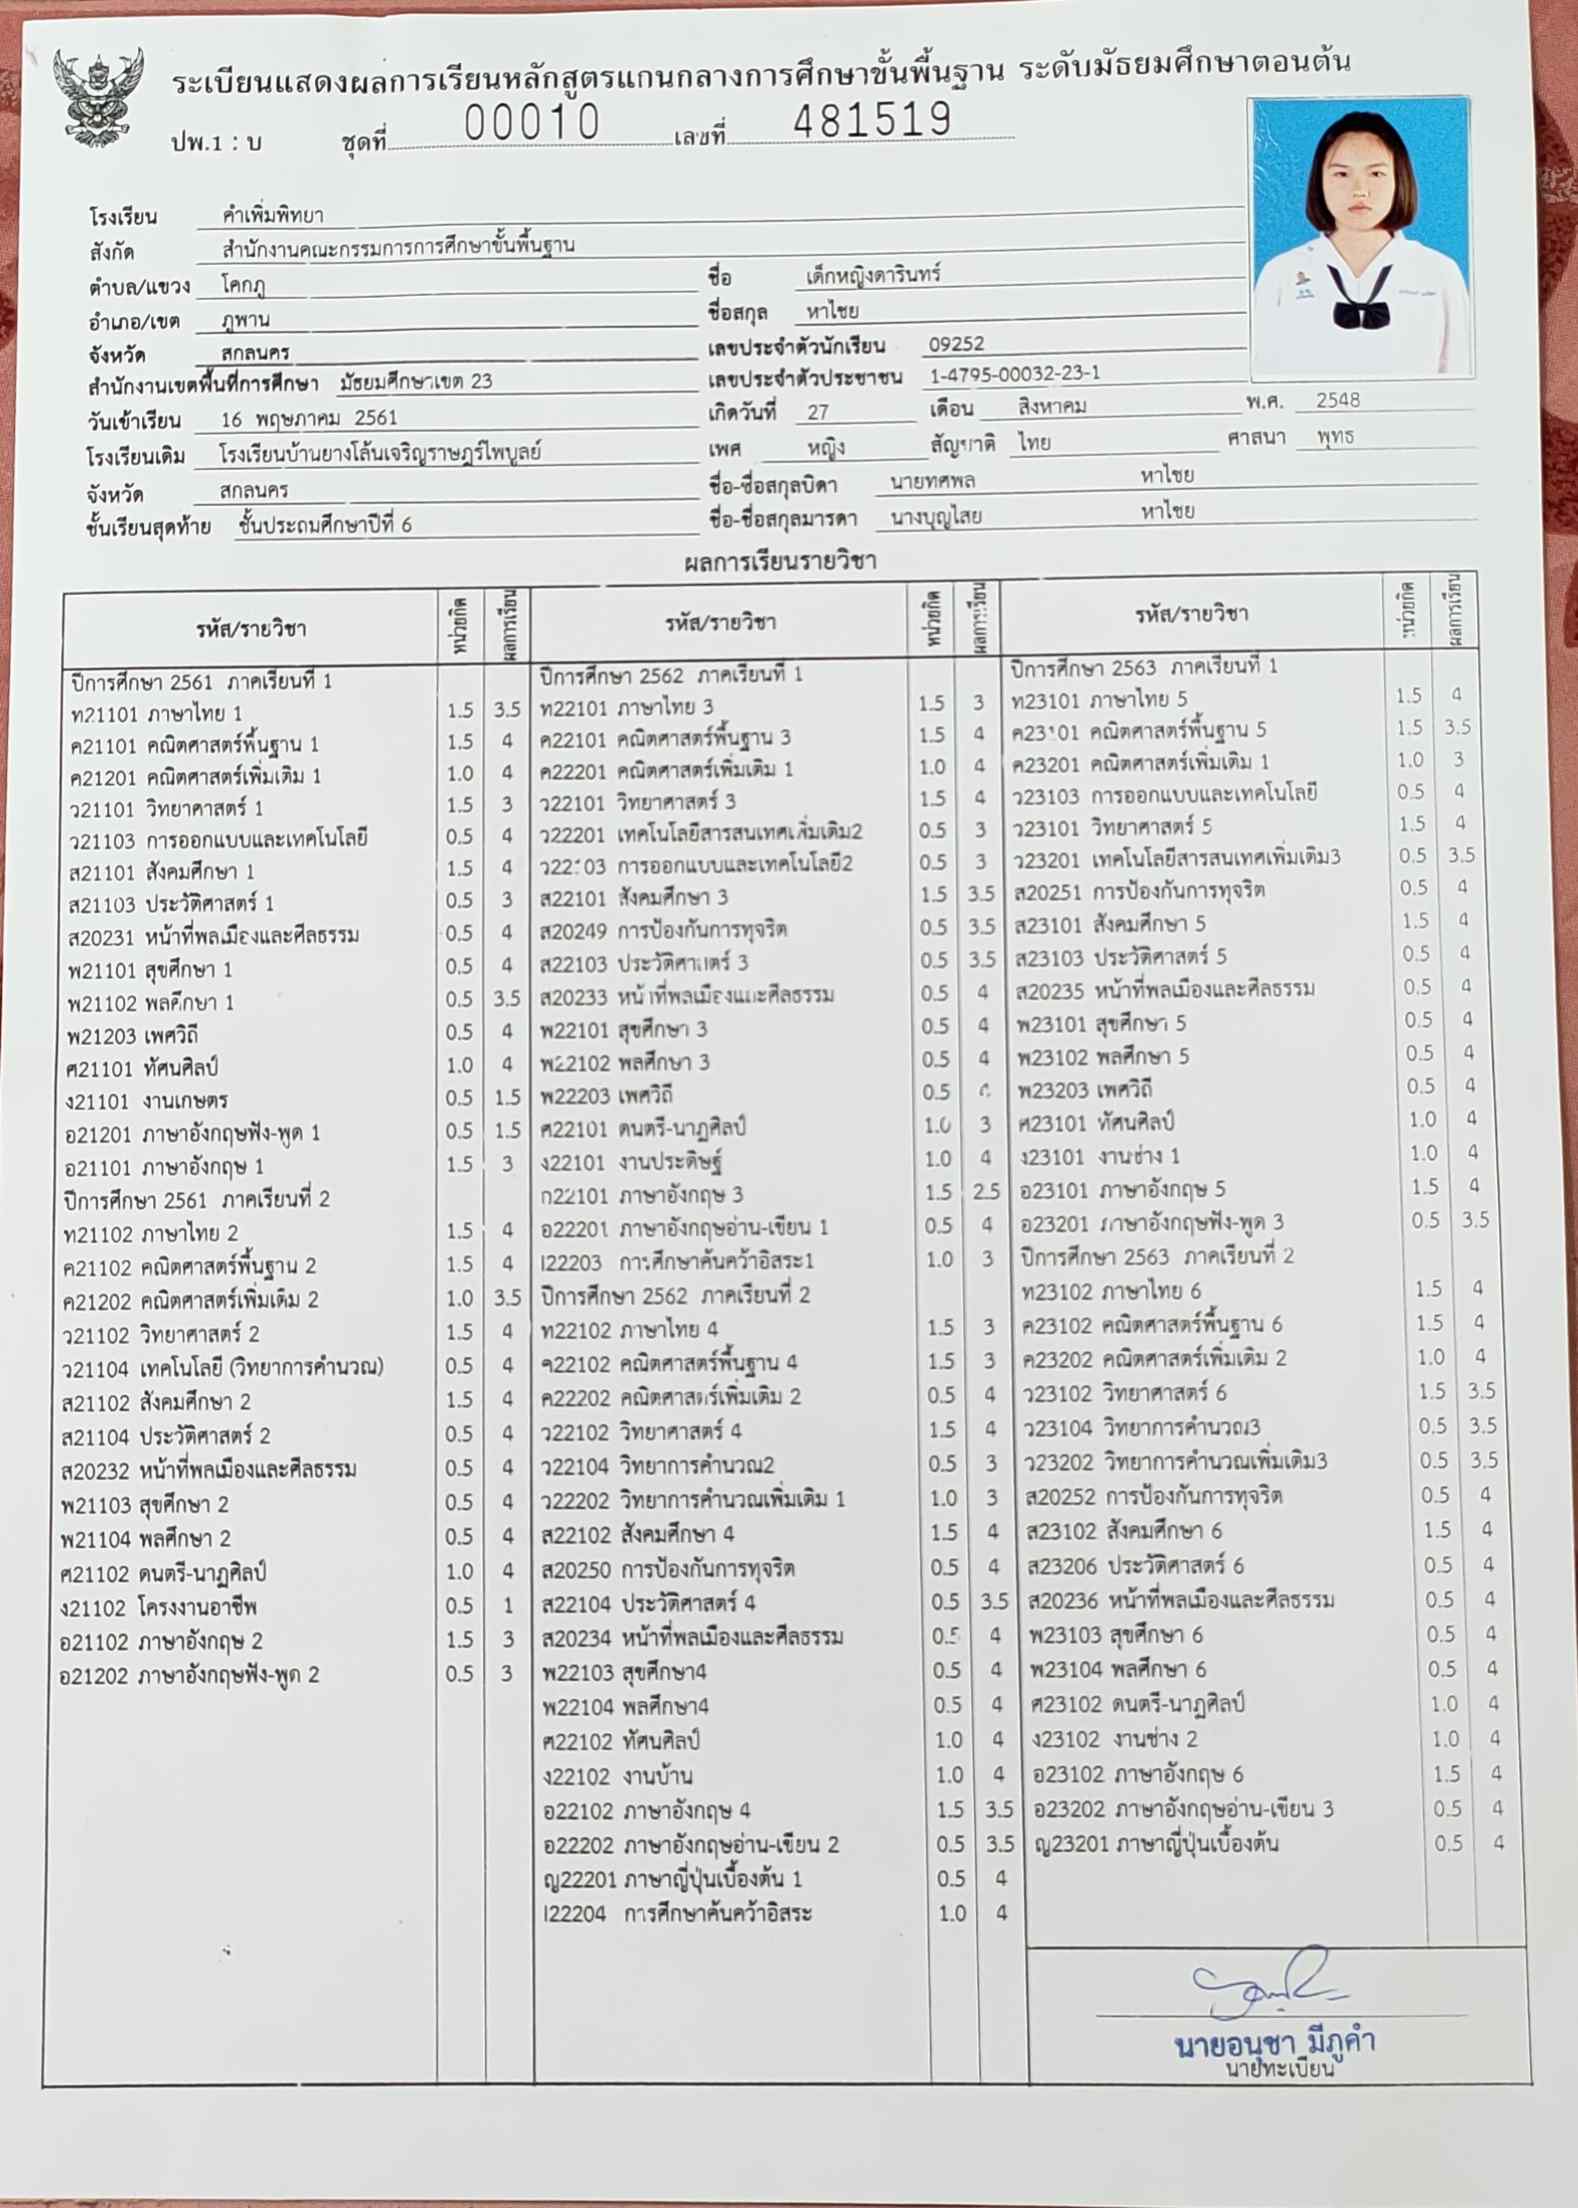 ระเบียนแสดงผลการเรียนหลักสูตรแกนกลางการศึกษาขั้นพื้นฐาน ระดับมัธยมศึกษาตอนต้น
ปพ.1 : บ ชุดที่ 00010 เลขที่ 481519
โรงเรียน คำเพิ่มพิทยา
สังกัด สำนักงานคณะกรรมการการศึกษาขั้นพื้นฐาน
ตำบล/แขวง โคกภู
อำเภอ/เขต ภูพาน
จังหวัด สกลนคร
สำนักงานเขตพื้นที่การศึกษา มัธยมศึกษาเขต 23
วันเข้าเรียน 16 พฤษภาคม 2561
โรงเรียนเดิม โรงเรียนบ้านยางโล้นเจริญราษฎร์ไพบูลย์
จังหวัด สกลนคร
ชั้นเรียนสุดท้าย ชั้นประถมศึกษาปีที่ 6
ชื่อ เด็กหญิงดารินทร์
ชื่อสกุล หาไชย
เลขประจำตัวนักเรียน 09252
เลขประจำตัวประชาชน 1-4795-00032-23-1
เกิดวันที่ 27 เดือน สิงหาคม พ.ศ. 2548
เพศ หญิง สัญชาติ ไทย ศาสนา พุทธ
ชื่อ-ชื่อสกุลบิดา นายทศพล หาไชย
ชื่อ-ชื่อสกุลมารดา นางบุญไสย หาไชย
ผลการเรียนรายวิชา
รหัส/รายวิชา หน่วยกิต ผลการเรียน
ปีการศึกษา 2561 ภาคเรียนที่ 1
ท21101 ภาษาไทย 1 1.5 3.5
ค21101 คณิตศาสตร์พื้นฐาน 1 1.5 4
ค21201 คณิตศาสตร์เพิ่มเติม 1 1.0 4
ว21101 วิทยาศาสตร์ 1 1.5 3
ว21103 การออกแบบและเทคโนโลยี 0.5 4
ส21101 สังคมศึกษา 1 1.5 4
ส21103 ประวัติศาสตร์ 1 0.5 3
ส20231 หน้าที่พลเมืองและศีลธรรม 0.5 4
พ21101 สุขศึกษา 1 0.5 4
พ21102 พลศึกษา 1 0.5 3.5
พ21203 เพศวิถี 0.5 4
ศ21101 ทัศนศิลป์ 1.0 4
ง21101 งานเกษตร 0.5 1.5
อ21201 ภาษาอังกฤษฟัง-พูด 1 0.5 1.5
อ21101 ภาษาอังกฤษ 1 1.5 3
ปีการศึกษา 2561 ภาคเรียนที่ 2
ท21102 ภาษาไทย 2 1.5 4
ค21102 คณิตศาสตร์พื้นฐาน 2 1.5 4
ค21202 คณิตศาสตร์เพิ่มเติม 2 1.0 3.5
ว21102 วิทยาศาสตร์ 2 1.5 4
ว21104 เทคโนโลยี (วิทยาการคำนวณ) 0.5 4
ส21102 สังคมศึกษา 2 1.5 4
ส21104 ประวัติศาสตร์ 2 0.5 4
ส20232 หน้าที่พลเมืองและศีลธรรม 0.5 4
พ21103 สุขศึกษา 2 0.5 4
พ21104 พลศึกษา 2 0.5 4
ศ21102 ดนตรี-นาฏศิลป์ 1.0 4
ง21102 โครงงานอาชีพ 0.5 1
อ21102 ภาษาอังกฤษ 2 1.5 3
อ21202 ภาษาอังกฤษฟัง-พูด 2 0.5 3
รหัส/รายวิชา หน่วยกิต ผลการเรียน
ปีการศึกษา 2562 ภาคเรียนที่ 1
ท22101 ภาษาไทย 3 1.5 3
ค22101 คณิตศาสตร์พื้นฐาน 3 1.5 4
ค22201 คณิตศาสตร์เพิ่มเติม 1 1.0 4
ว22101 วิทยาศาสตร์ 3 1.5 4
ว22201 เทคโนโลยีสารสนเทศเพิ่มเติม2 0.5 3
ว22103 การออกแบบและเทคโนโลยี2 0.5 3
ส22101 สังคมศึกษา 3 1.5 3.5
ส20249 การป้องกันการทุจริต 0.5 3.5
ส22103 ประวัติศาสตร์ 3 0.5 3.5
ส20233 หน้าที่พลเมืองและศีลธรรม 0.5 4
พ22101 สุขศึกษา 3 0.5 4
พ22102 พลศึกษา 3 0.5 4
พ22203 เพศวิถี 0.5
ศ22101 ดนตรี-นาฏศิลป์ 1.0 3
ง22101 งานประดิษฐ์ 1.0 4
อ22101 ภาษาอังกฤษ 3 1.5 2.5
อ22201 ภาษาอังกฤษอ่าน-เขียน 1 0.5 4
I22203 การศึกษาค้นคว้าอิสระ1 1.0 3
ปีการศึกษา 2562 ภาคเรียนที่ 2
ท22102 ภาษาไทย 4 1.5 3
ค22102 คณิตศาสตร์พื้นฐาน 4 1.5 3
ค22202 คณิตศาสตร์เพิ่มเติม 2 0.5 4
ว22102 วิทยาศาสตร์ 4 1.5 4
ว22104 วิทยาการคำนวณ2 0.5 3
ว22202 วิทยาการคำนวณเพิ่มเติม 1 1.0 3
ส22102 สังคมศึกษา 4 1.5 4
ส20250 การป้องกันการทุจริต 0.5 4
ส22104 ประวัติศาสตร์ 4 0.5 3.5
ส20234 หน้าที่พลเมืองและศีลธรรม 0.5 4
พ22103 สุขศึกษา4 0.5 4
พ22104 พลศึกษา4 0.5 4
ศ22102 ทัศนศิลป์ 1.0 4
ง22102 งานบ้าน 1.0 4
อ22102 ภาษาอังกฤษ 4 1.5 3.5
อ22202 ภาษาอังกฤษอ่าน-เขียน 2 0.5 3.5
ญ22201 ภาษาญี่ปุ่นเบื้องต้น 1 0.5 4
I22204 การศึกษาค้นคว้าอิสระ 1.0 4
รหัส/รายวิชา หน่วยกิต ผลการเรียน
ปีการศึกษา 2563 ภาคเรียนที่ 1
ท23101 ภาษาไทย 5 1.5 4
ค23101 คณิตศาสตร์พื้นฐาน 5 1.5 3.5
ค23201 คณิตศาสตร์เพิ่มเติม 1 1.0 3
ว23103 การออกแบบและเทคโนโลยี 0.5 4
ว23101 วิทยาศาสตร์ 5 1.5 4
ว23201 เทคโนโลยีสารสนเทศเพิ่มเติม3 0.5 3.5
ส20251 การป้องกันการทุจริต 0.5 4
ส23101 สังคมศึกษา 5 1.5 4
ส23103 ประวัติศาสตร์ 5 0.5 4
ส20235 หน้าที่พลเมืองและศีลธรรม 0.5 4
พ23101 สุขศึกษา 5 0.5 4
พ23102 พลศึกษา 5 0.5 4
พ23203 เพศวิถี 0.5 4
ศ23101 ทัศนศิลป์ 1.0 4
ง23101 งานช่าง 1 1.0 4
อ23101 ภาษาอังกฤษ 5 1.5 4
อ23201 ภาษาอังกฤษฟัง-พูด 3 0.5 3.5
ปีการศึกษา 2563 ภาคเรียนที่ 2
ท23102 ภาษาไทย 6 1.5 4
ค23102 คณิตศาสตร์พื้นฐาน 6 1.5 4
ค23202 คณิตศาสตร์เพิ่มเติม 2 1.0 4
ว23102 วิทยาศาสตร์ 6 1.5 3.5
ว23104 วิทยาการคำนวณ3 0.5 3.5
ว23202 วิทยาการคำนวณเพิ่มเติม3 0.5 3.5
ส20252 การป้องกันการทุจริต 0.5 4
ส23102 สังคมศึกษา 6 1.5 4
ส23206 ประวัติศาสตร์ 6 0.5 4
ส20236 หน้าที่พลเมืองและศีลธรรม 0.5 4
พ23103 สุขศึกษา 6 0.5 4
พ23104 พลศึกษา 6 0.5 4
ศ23102 ดนตรี-นาฏศิลป์ 1.0 4
ง23102 งานช่าง 2 1.0 4
อ23102 ภาษาอังกฤษ 6 1.5 4
อ23202 ภาษาอังกฤษอ่าน-เขียน 3 0.5 4
ญ23201 ภาษาญี่ปุ่นเบื้องต้น 0.5 4
นายอนุชา มีภูคำ
นายทะเบียน